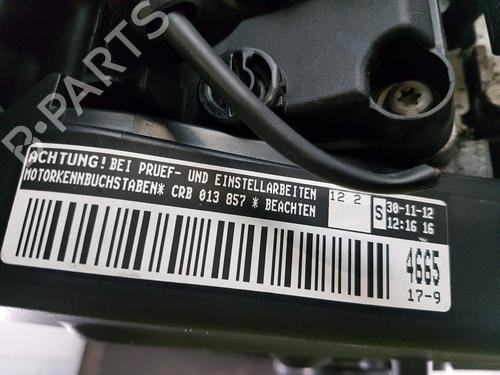 B-PARTS
ACHTUNG! BEI PRUEF- UND EINSTELLARBEITEN
MOTORKENNBUCHSTABEN* CRB 013 857 * BEACHTEN
12 2
S
30-11-12
12:16 16
4665
17-9